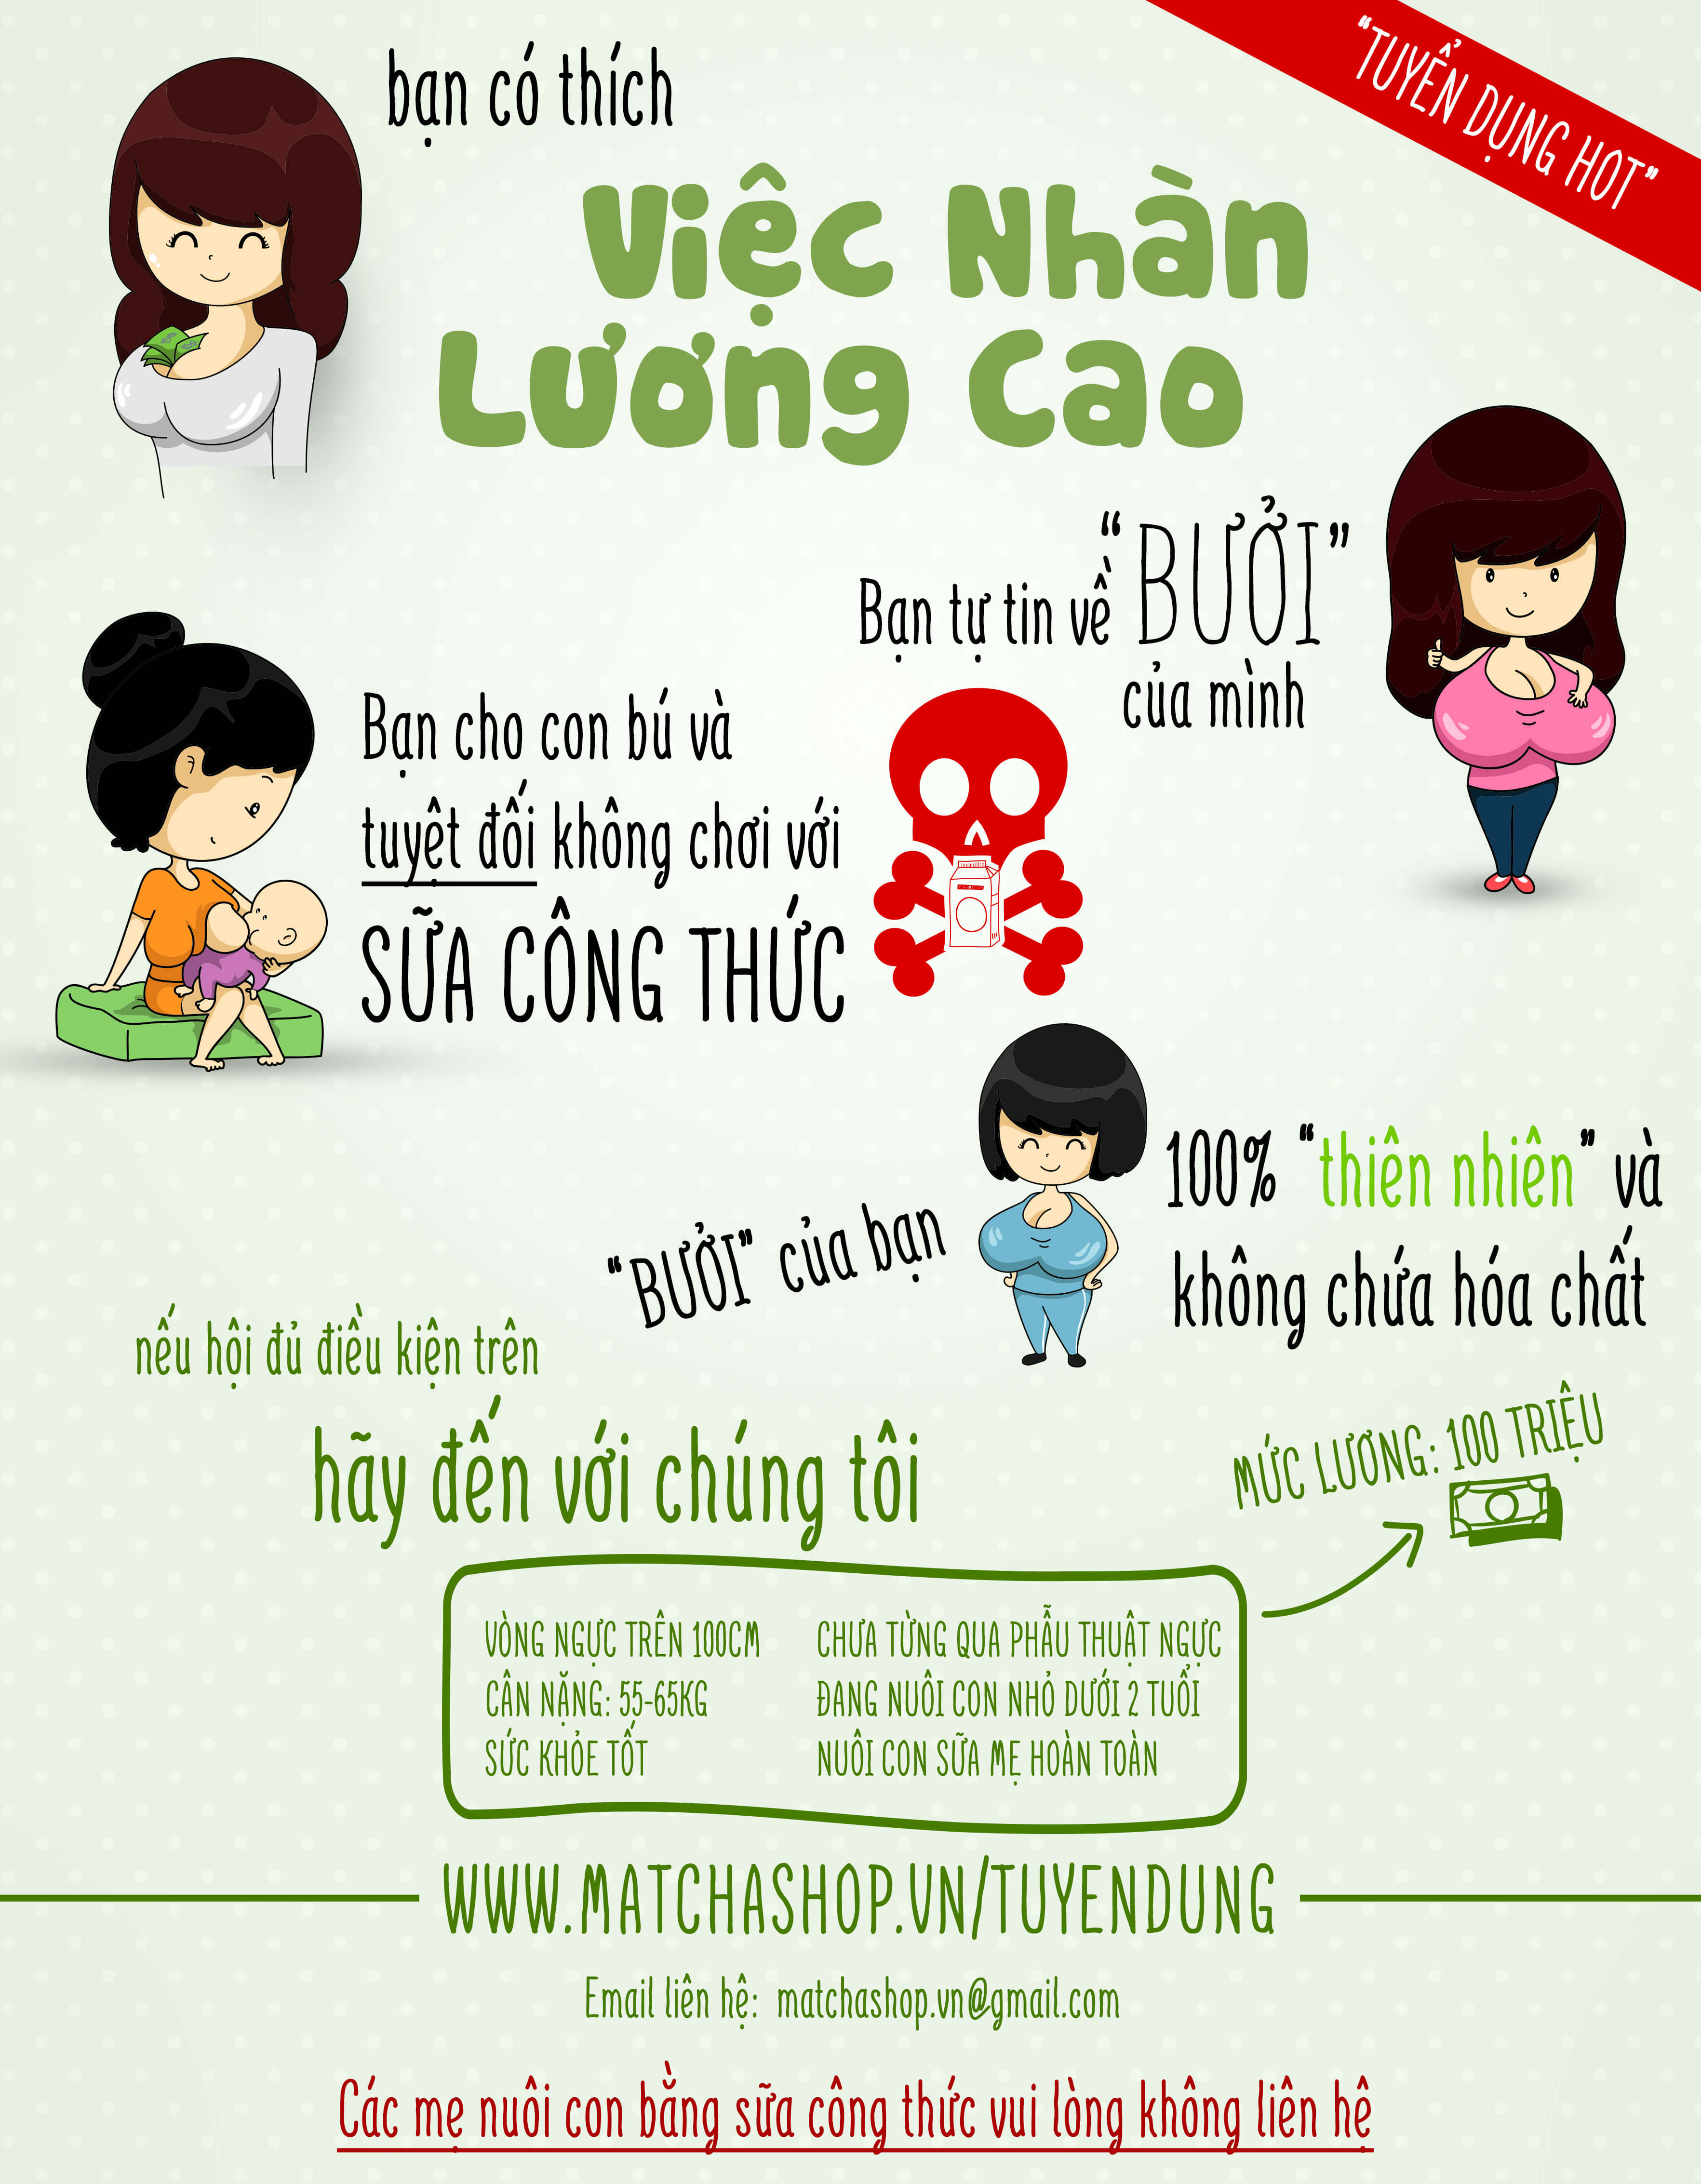 "TUYỂN DỤNG HOT"
bạn có thích
Việc Nhàn
Lương Cao
Bạn tự tin về "BƯỞI"
của mình
Bạn cho con bú và
tuyệt đối không chơi với
SỮA CÔNG THỨC
"BƯỞI" của bạn
100% "thiên nhiên" và
không chứa hóa chất
nếu hội đủ điều kiện trên
hãy đến với chúng tôi
MỨC LƯƠNG: 100 TRIỆU
VÒNG NGỰC TRÊN 100CM
CÂN NẶNG: 55-65KG
SỨC KHỎE TỐT
CHƯA TỪNG QUA PHẪU THUẬT NGỰC
ĐANG NUÔI CON NHỎ DƯỚI 2 TUỔI
NUÔI CON SỮA MẸ HOÀN TOÀN
WWW.MATCHASHOP.VN/TUYENDUNG
Email liên hệ: matchashop.vn@gmail.com
Các mẹ nuôi con bằng sữa công thức vui lòng không liên hệ